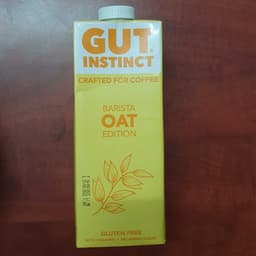 GUT
INSTINCT
CRAFTED FOR COFFEE
BARISTA
OAT
EDITION
GLUTEN FREE